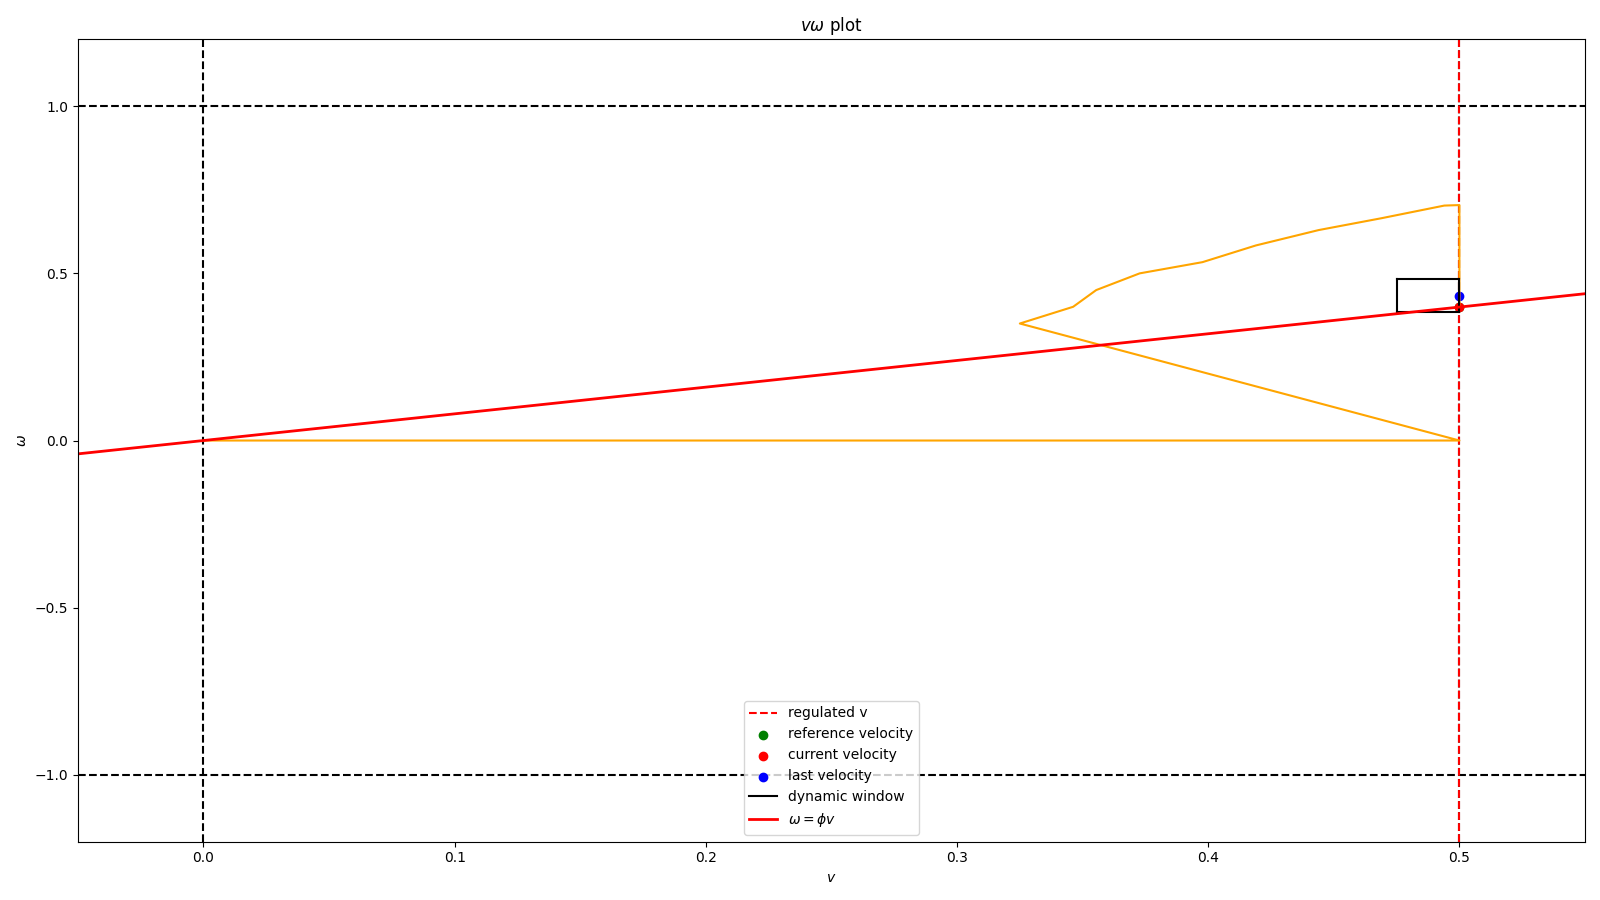 vω plot
1.0
0.5
0.0
−0.5
−1.0
ω
0.0 0.1 0.2 0.3 0.4 0.5
v
regulated v
reference velocity
current velocity
last velocity
dynamic window
ω = ϕv